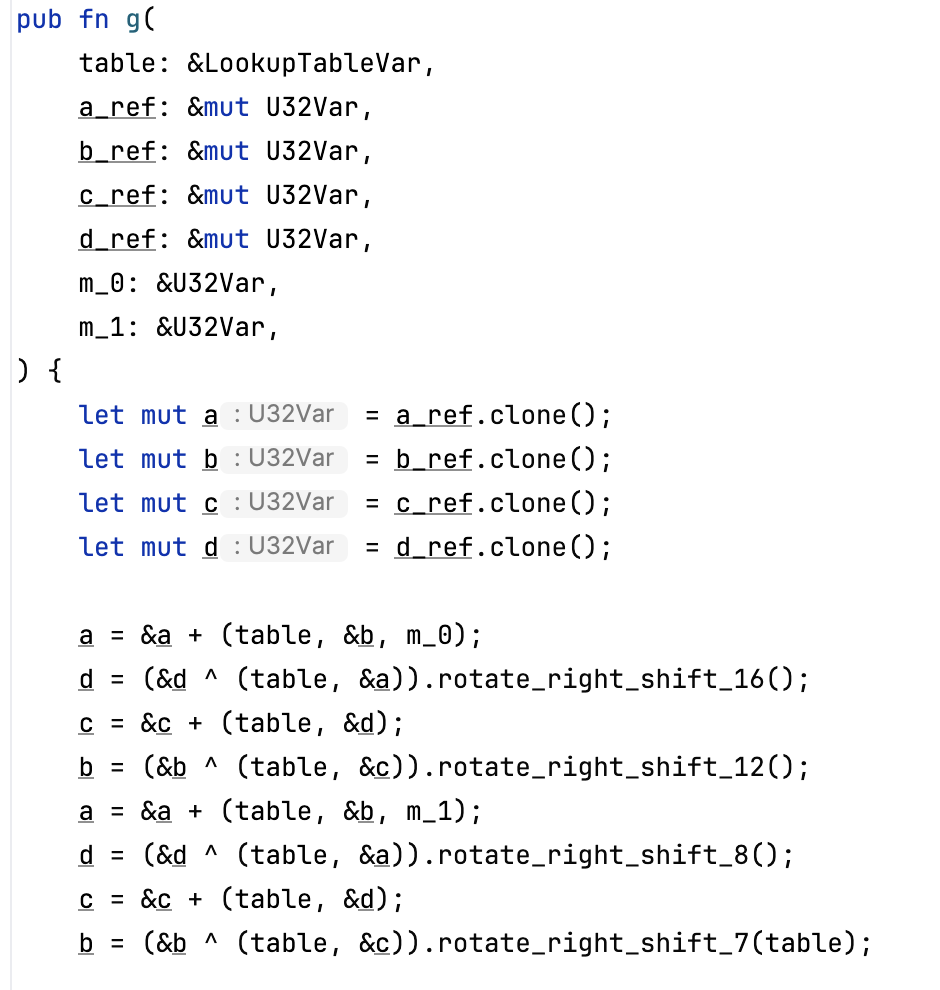 pub fn g(
    table: &LookupTableVar,
    a_ref: &mut U32Var,
    b_ref: &mut U32Var,
    c_ref: &mut U32Var,
    d_ref: &mut U32Var,
    m_0: &U32Var,
    m_1: &U32Var,
) {
    let mut a : U32Var = a_ref.clone();
    let mut b : U32Var = b_ref.clone();
    let mut c : U32Var = c_ref.clone();
    let mut d : U32Var = d_ref.clone();

    a = &a + (table, &b, m_0);
    d = (&d ^ (table, &a)).rotate_right_shift_16();
    c = &c + (table, &d);
    b = (&b ^ (table, &c)).rotate_right_shift_12();
    a = &a + (table, &b, m_1);
    d = (&d ^ (table, &a)).rotate_right_shift_8();
    c = &c + (table, &d);
    b = (&b ^ (table, &c)).rotate_right_shift_7(table);